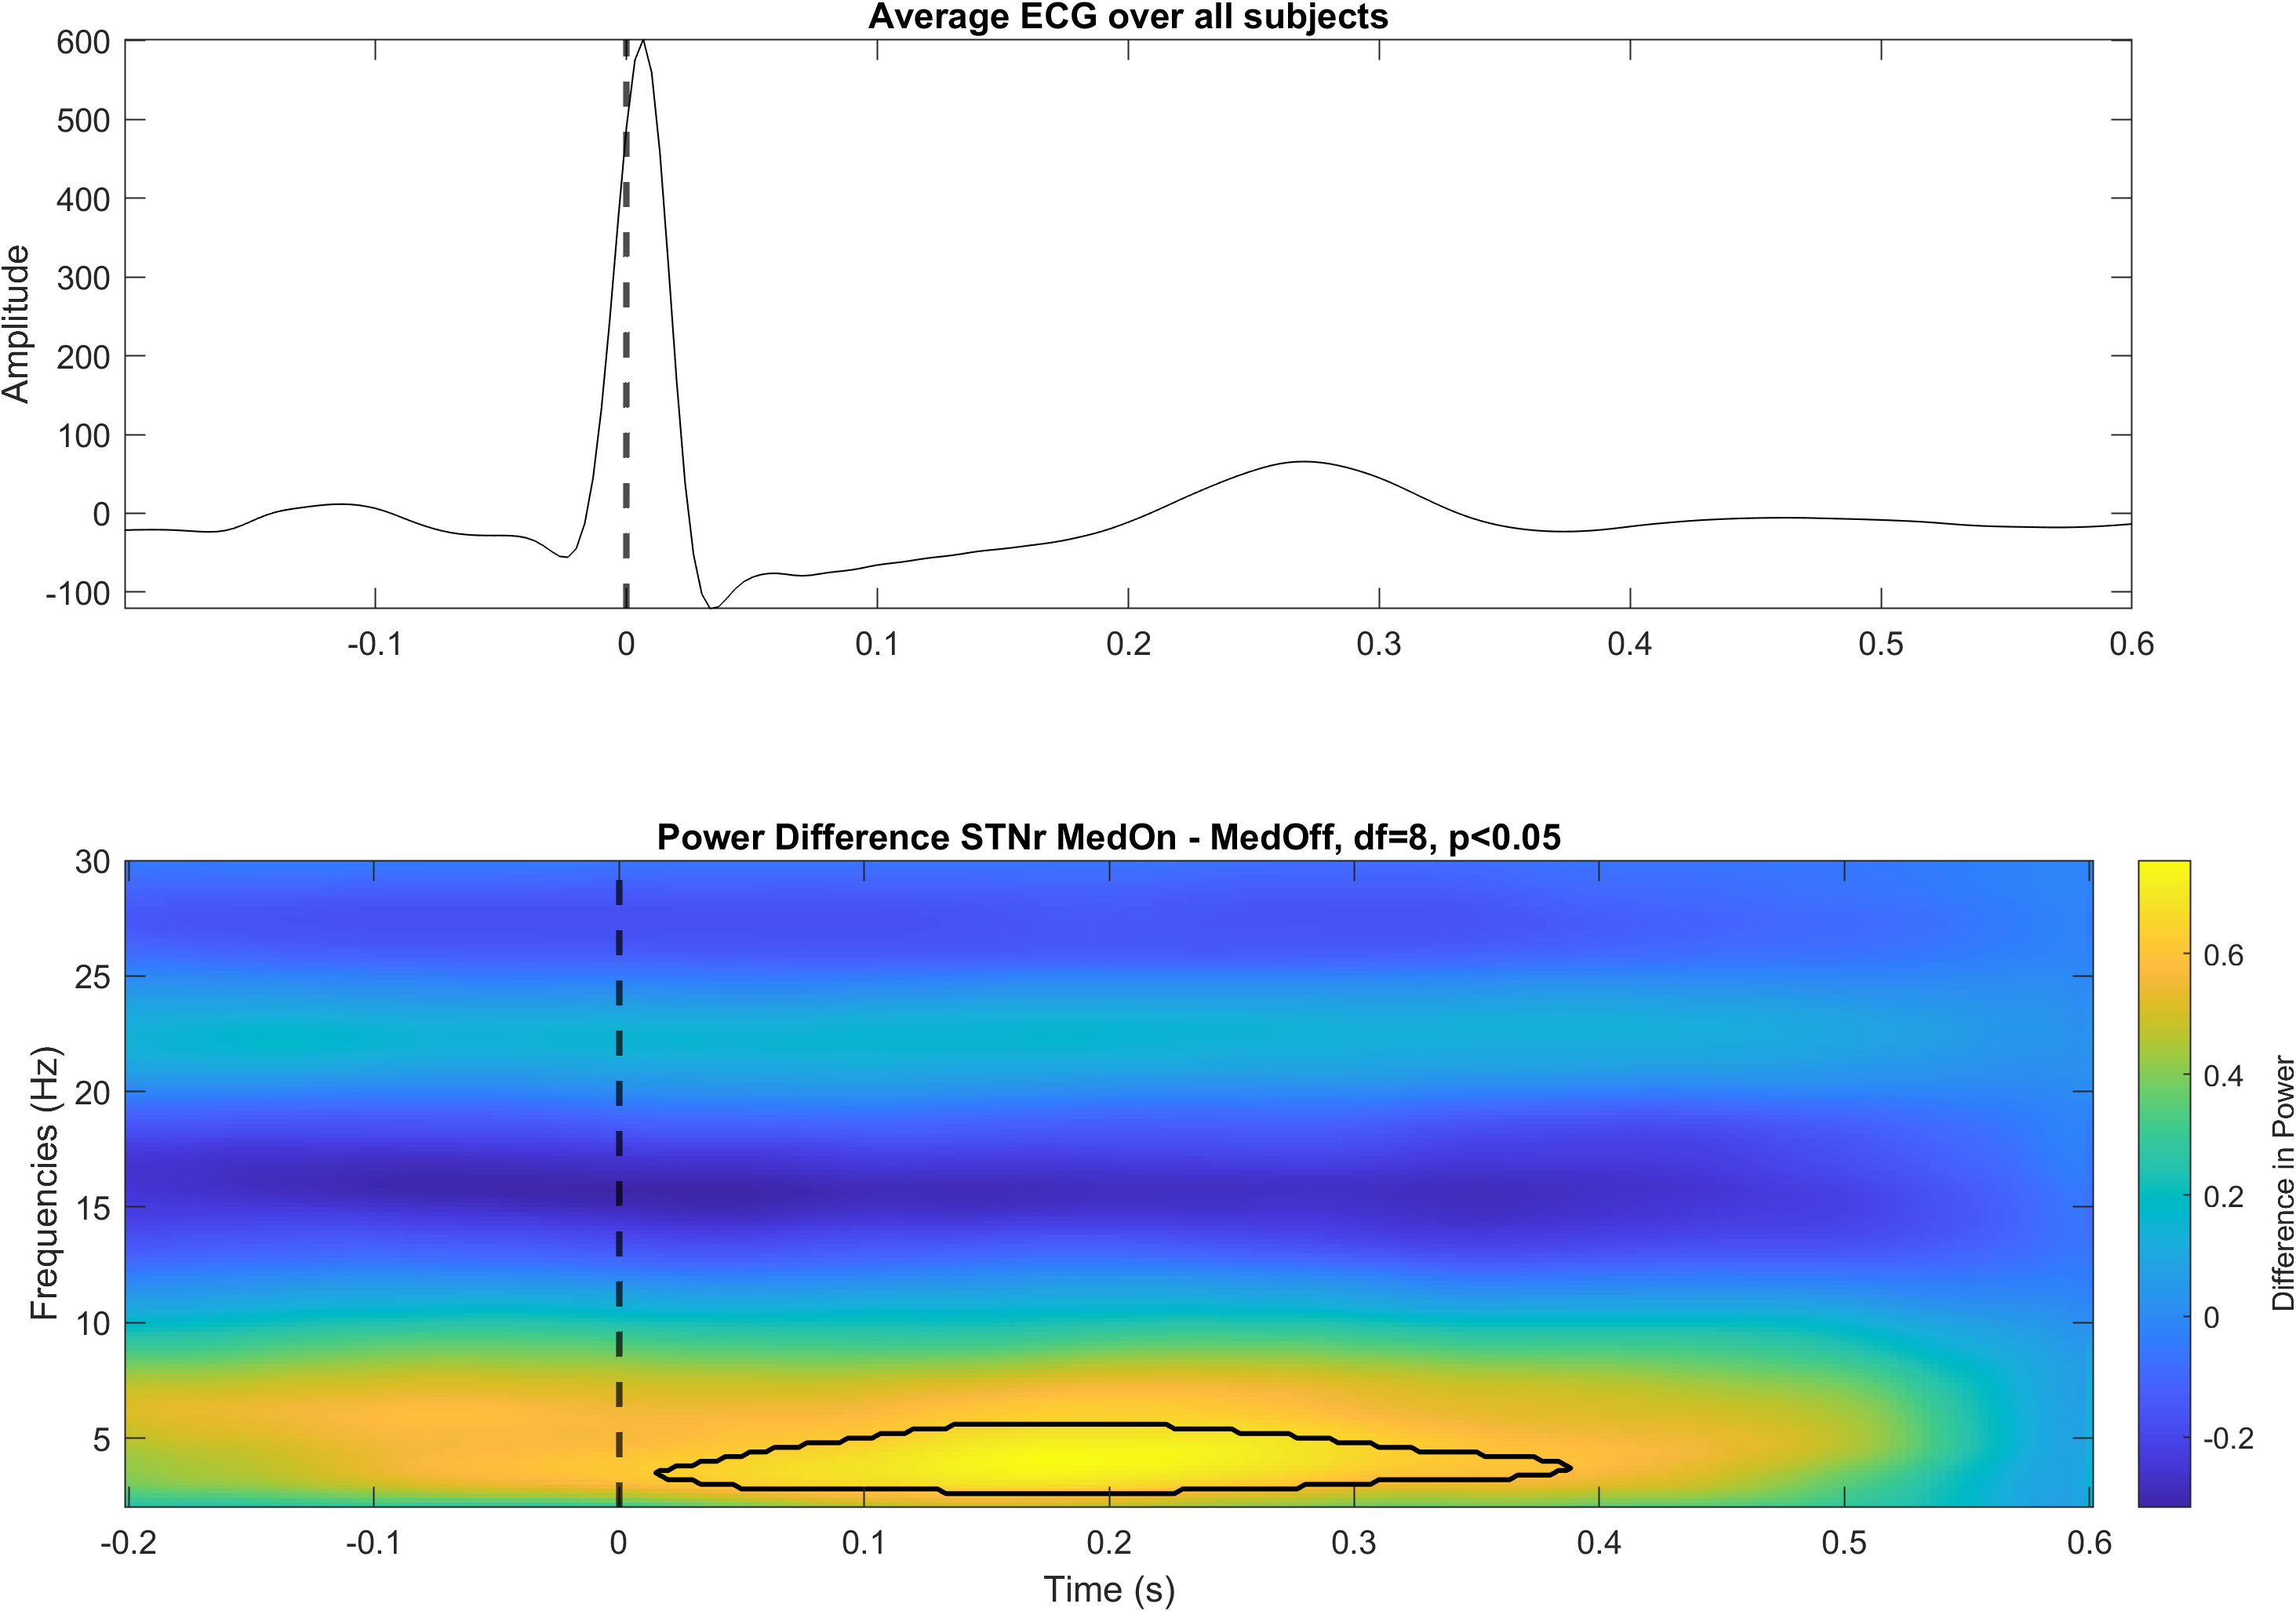 Average ECG over all subjects
600
500
400
300
200
100
0
-100
Amplitude
-0.1 0 0.1 0.2 0.3 0.4 0.5 0.6
Power Difference STNr MedOn - MedOff, df=8, p<0.05
30
25
20
15
10
5
Frequencies (Hz)
-0.2 -0.1 0 0.1 0.2 0.3 0.4 0.5 0.6
Time (s)
0.6
0.4
0.2
0
-0.2
Difference in Power